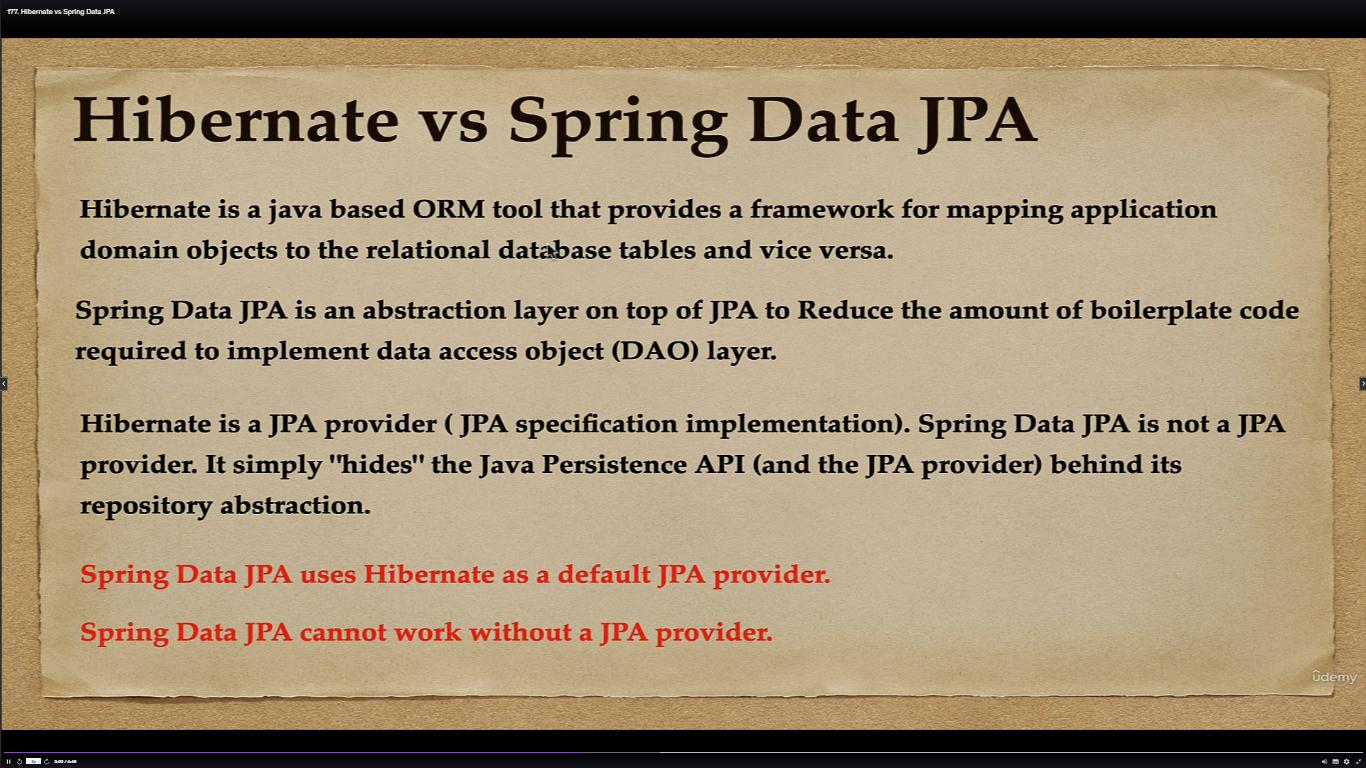 177. Hibernate vs Spring Data JPA
Hibernate vs Spring Data JPA
Hibernate is a java based ORM tool that provides a framework for mapping application
domain objects to the relational database tables and vice versa.
Spring Data JPA is an abstraction layer on top of JPA to Reduce the amount of boilerplate code
required to implement data access object (DAO) layer.
Hibernate is a JPA provider ( JPA specification implementation). Spring Data JPA is not a JPA
provider. It simply "hides" the Java Persistence API (and the JPA provider) behind its
repository abstraction.
Spring Data JPA uses Hibernate as a default JPA provider.
Spring Data JPA cannot work without a JPA provider.
ûdemy